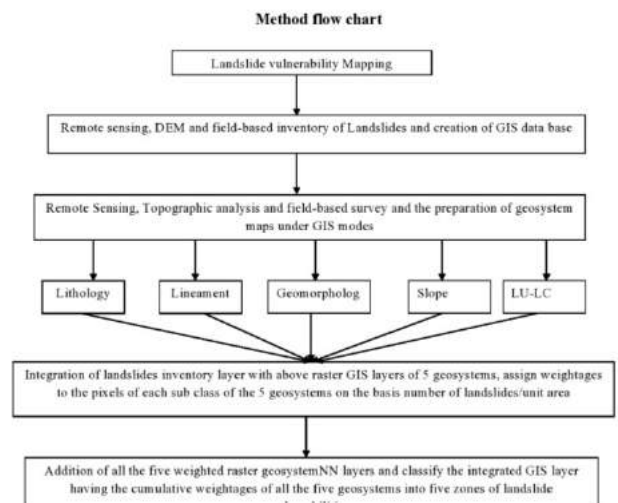 Method flow chart
Landslide vulnerability Mapping
Remote sensing, DEM and field-based inventory of Landslides and creation of GIS data base
Remote Sensing, Topographic analysis and field-based survey and the preparation of geosystem
maps under GIS modes
Lithology
Lineament
Geomorpholog
Slope
LU-LC
Integration of landslides inventory layer with above raster GIS layers of 5 geosystems, assign weightages
to the pixels of each sub class of the 5 geosystems on the basis number of landslides/unit area
Addition of all the five weighted raster geosystemNN layers and classify the integrated GIS layer
having the cumulative weightages of all the five geosystems into five zones of landslide